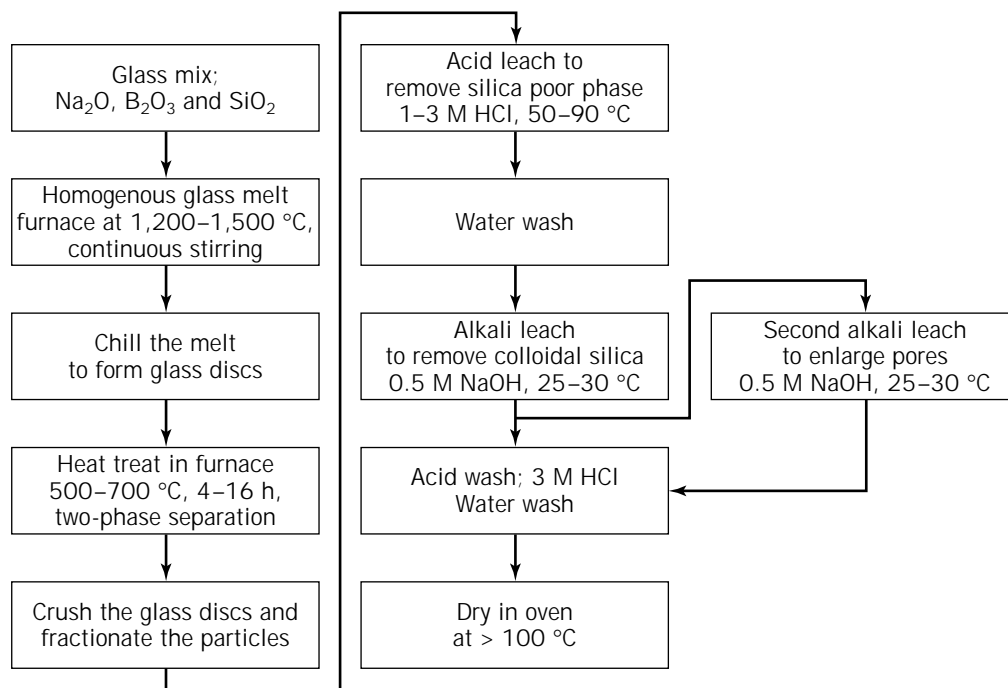 Glass mix;
Na₂O, B₂O₃ and SiO₂
Homogenous glass melt
furnace at 1,200–1,500 °C,
continuous stirring
Chill the melt
to form glass discs
Heat treat in furnace
500–700 °C, 4–16 h,
two-phase separation
Crush the glass discs and
fractionate the particles
Acid leach to
remove silica poor phase
1–3 M HCl, 50–90 °C
Water wash
Alkali leach
to remove colloidal silica
0.5 M NaOH, 25–30 °C
Second alkali leach
to enlarge pores
0.5 M NaOH, 25–30 °C
Acid wash; 3 M HCl
Water wash
Dry in oven
at > 100 °C